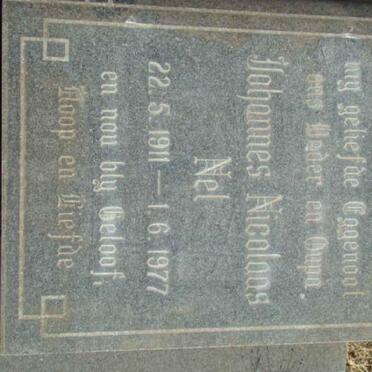 my geliefde Eggenoot
ons Vader en Oupa
Johannes Nicolaas
Nel
22. 5. 1911 — 1. 6. 1977
en nou bly Geloof,
Hoop en Liefde